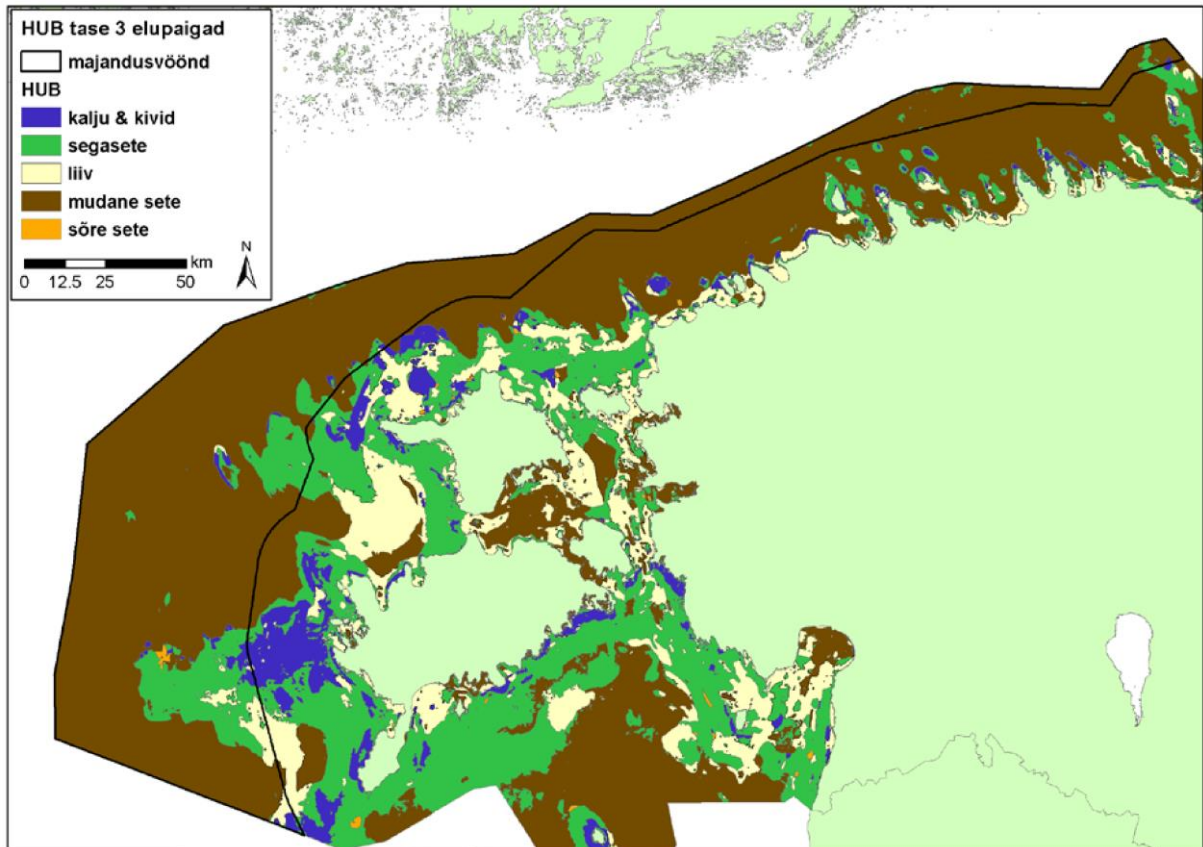 HUB tase 3 elupaigad
majandusvöönd
HUB
kalju & kivid
segasete
liiv
mudane sete
sõre sete
km
0 12.5 25 50
N